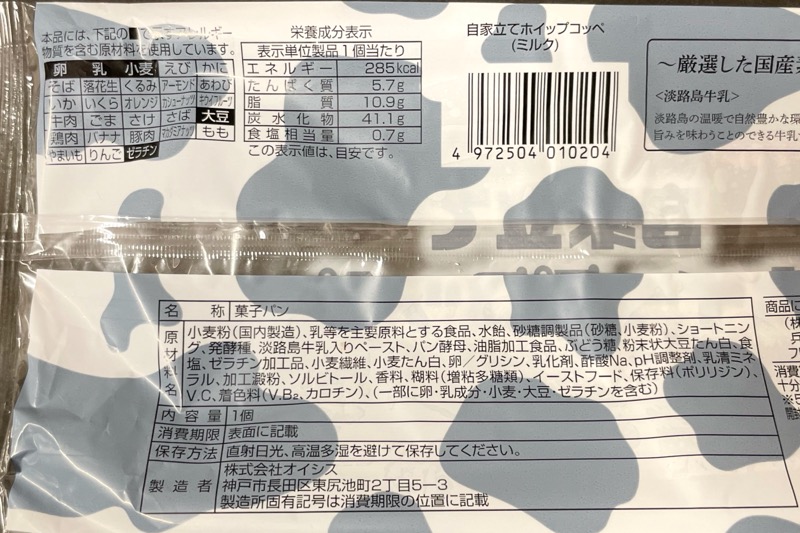 本品には、下記の
物質を含む原材料を使用しています。
卵 乳 小麦 えび かに
そば 落花生 くるみ アーモンド あわび
いか いくら オレンジ カシューナッツ キウイフルーツ
牛肉 ごま さけ さば 大豆
鶏肉 バナナ 豚肉 マカダミアナッツ もも
やまいも りんご ゼラチン
栄養成分表示
表示単位製品1個当たり
エネルギー 285kcal
たんぱく質 5.7g
脂質 10.9g
炭水化物 41.1g
食塩相当量 0.7g
この表示値は、目安です。
自家立てホイップコッペ
(ミルク)
4 972504 010204
～厳選した国産
<淡路島牛乳>
淡路島の温暖で自然豊かな環
旨みを味わうことのできる牛乳
名称 菓子パン
原材料名 小麦粉(国内製造)、乳等を主要原料とする食品、水飴、砂糖調製品(砂糖、小麦粉)、ショートニン
グ、発酵種、淡路島牛乳入りペースト、パン酵母、油脂加工食品、ぶどう糖、粉末状大豆たん白、食
塩、ゼラチン加工品、小麦繊維、小麦たん白、卵／グリシン、乳化剤、酢酸Na、pH調整剤、乳清ミネ
ラル、加工澱粉、ソルビトール、香料、糊料(増粘多糖類)、イーストフード、保存料(ポリリジン)、
V.C、着色料(V.B₂、カロチン)、(一部に卵・乳成分・小麦・大豆・ゼラチンを含む)
内容量 1個
消費期限 表面に記載
保存方法 直射日光、高温多湿を避けて保存してください。
製造者 株式会社オイシス
神戸市長田区東尻池町2丁目5－3
製造所固有記号は消費期限の位置に記載
商品に
(株
消費
十分